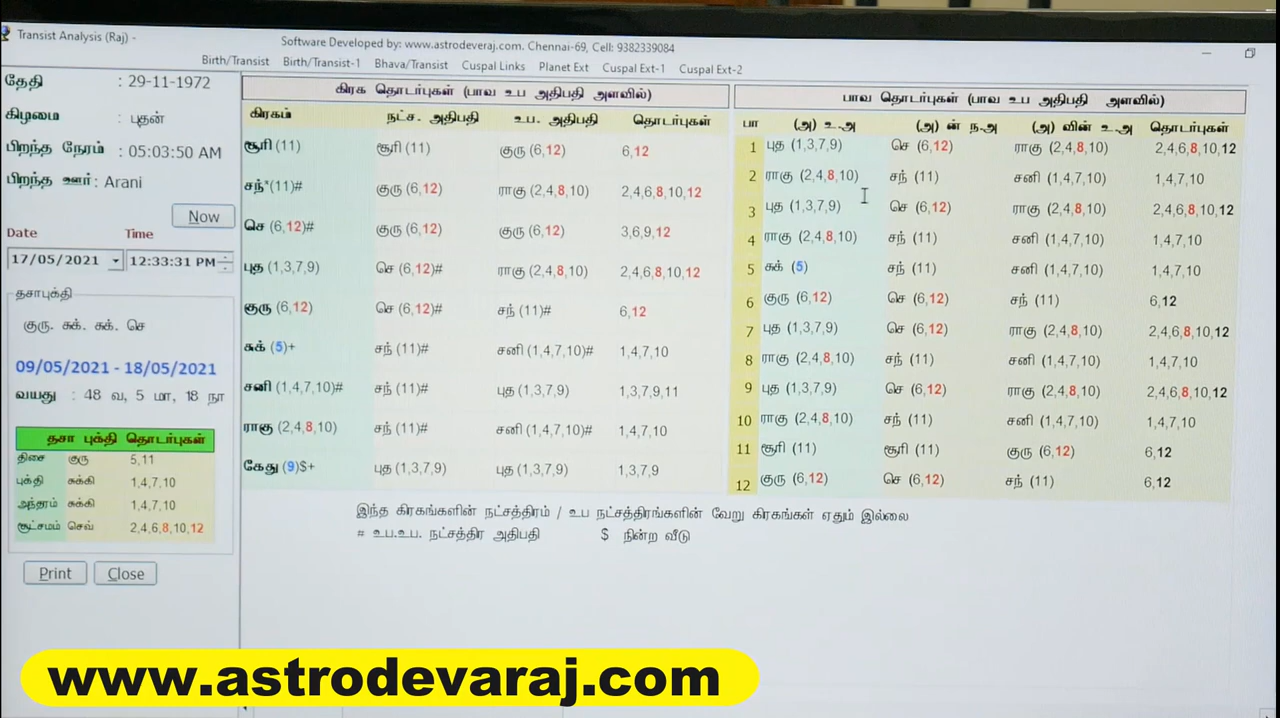 Transist Analysis (Raj) -
Software Developed by: www.astrodeveraj.com. Chennai-69, Cell: 9382339084
Birth/Transist Birth/Transist-1 Bhava/Transist Cuspal Links Planet Ext Cuspal Ext-1 Cuspal Ext-2
தேதி : 29-11-1972
கிழமை : புதன்
பிறந்த நேரம் : 05:03:50 AM
பிறந்த ஊர்: Arani
Now
Date Time
17/05/2021 12:33:31 PM
தசாபுக்தி
குரு. சுக். சுக். செ
09/05/2021 - 18/05/2021
வயது : 48 வ, 5 மா, 18 நா
தசா புக்தி தொடர்புகள்
திசை குரு 5,11
புக்தி சுக்கி 1,4,7,10
அந்தரம் சுக்கி 1,4,7,10
சூட்சமம் செவ் 2,4,6,8,10,12
Print Close
கிரக தொடர்புகள் (பாவ உப அதிபதி அளவில்)
கிரகம் நட்ச. அதிபதி உப. அதிபதி தொடர்புகள்
சூரி (11) சூரி (11) குரு (6,12) 6,12
சந்*(11)# குரு (6,12) ராகு (2,4,8,10) 2,4,6,8,10,12
செ (6,12)# குரு (6,12) குரு (6,12) 3,6,9,12
புத (1,3,7,9) செ (6,12)# ராகு (2,4,8,10) 2,4,6,8,10,12
குரு (6,12) செ (6,12)# சந் (11)# 6,12
சுக் (5)+ சந் (11)# சனி (1,4,7,10)# 1,4,7,10
சனி (1,4,7,10)# சந் (11)# புத (1,3,7,9) 1,3,7,9,11
ராகு (2,4,8,10) சந் (11)# சனி (1,4,7,10)# 1,4,7,10
கேது (9)$+ புத (1,3,7,9) புத (1,3,7,9) 1,3,7,9
பாவ தொடர்புகள் (பாவ உப அதிபதி அளவில்)
பா (அ) உ.அ (அ) ன் ந.அ (அ) வின் உ.அ தொடர்புகள்
1 புத (1,3,7,9) செ (6,12) ராகு (2,4,8,10) 2,4,6,8,10,12
2 ராகு (2,4,8,10) சந் (11) சனி (1,4,7,10) 1,4,7,10
3 புத (1,3,7,9) செ (6,12) ராகு (2,4,8,10) 2,4,6,8,10,12
4 ராகு (2,4,8,10) சந் (11) சனி (1,4,7,10) 1,4,7,10
5 சுக் (5) சந் (11) சனி (1,4,7,10) 1,4,7,10
6 குரு (6,12) செ (6,12) சந் (11) 6,12
7 புத (1,3,7,9) செ (6,12) ராகு (2,4,8,10) 2,4,6,8,10,12
8 ராகு (2,4,8,10) சந் (11) சனி (1,4,7,10) 1,4,7,10
9 புத (1,3,7,9) செ (6,12) ராகு (2,4,8,10) 2,4,6,8,10,12
10 ராகு (2,4,8,10) சந் (11) சனி (1,4,7,10) 1,4,7,10
11 சூரி (11) சூரி (11) குரு (6,12) 6,12
12 குரு (6,12) செ (6,12) சந் (11) 6,12
இந்த கிரகங்களின் நட்சத்திரம் / உப நட்சத்திரங்களின் வேறு கிரகங்கள் ஏதும் இல்லை
# உப.உப. நட்சத்திர அதிபதி $ நின்ற வீடு
www.astrodevaraj.com